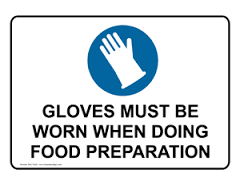 GLOVES MUST BE
WORN WHEN DOING
FOOD PREPARATION